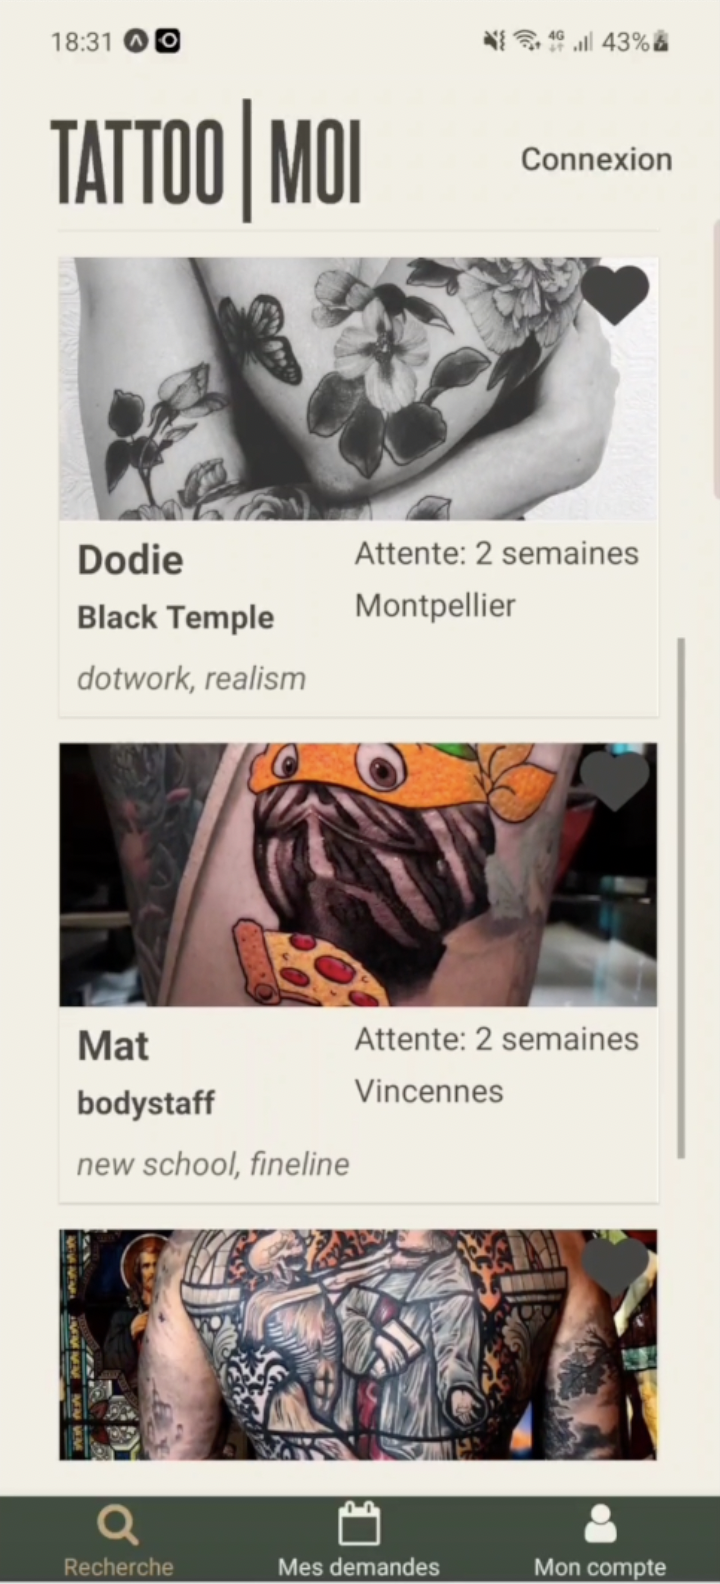 18:31 4G 43%
TATTOO | MOI
Connexion
Dodie
Attente: 2 semaines
Black Temple
Montpellier
dotwork, realism
Mat
Attente: 2 semaines
bodystaff
Vincennes
new school, fineline
Recherche
Mes demandes
Mon compte